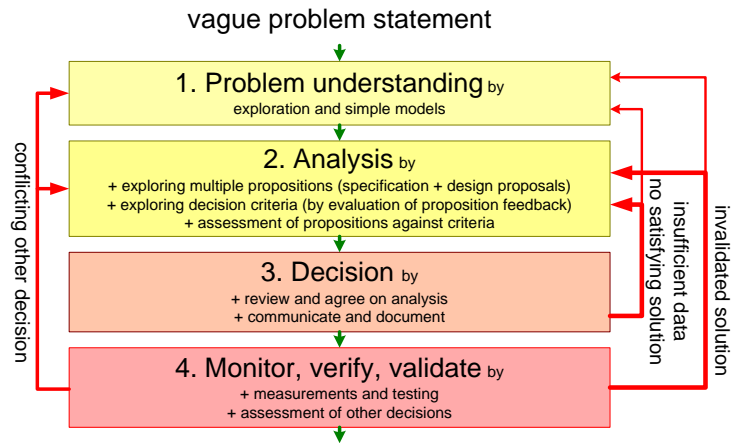 vague problem statement
1. Problem understanding by
exploration and simple models
2. Analysis by
+ exploring multiple propositions (specification + design proposals)
+ exploring decision criteria (by evaluation of proposition feedback)
+ assessment of propositions against criteria
3. Decision by
+ review and agree on analysis
+ communicate and document
4. Monitor, verify, validate by
+ measurements and testing
+ assessment of other decisions
conflicting other decision
insufficient data
no satisfying solution
invalidated solution